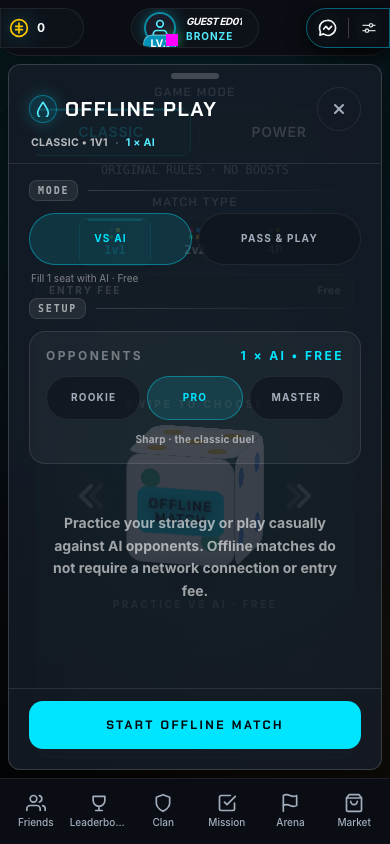 0
GUEST ED01
BRONZE
LV.
GAME MODE
OFFLINE PLAY
CLASSIC
POWER
CLASSIC • 1V1 · 1 × AI
ORIGINAL RULES · NO BOOSTS
MODE
MATCH TYPE
VS AI
PASS & PLAY
1v1
Fill 1 seat with AI · Free
ENTRY FEE
Free
SETUP
OPPONENTS
1 × AI • FREE
ROOKIE
PRO
MASTER
Sharp · the classic duel
OFFLINE
MATCH
Practice your strategy or play casually
against AI opponents. Offline matches do
not require a network connection or entry
fee.
PRACTICE VS AI · FREE
START OFFLINE MATCH
Friends
Leaderbo...
Clan
Mission
Arena
Market